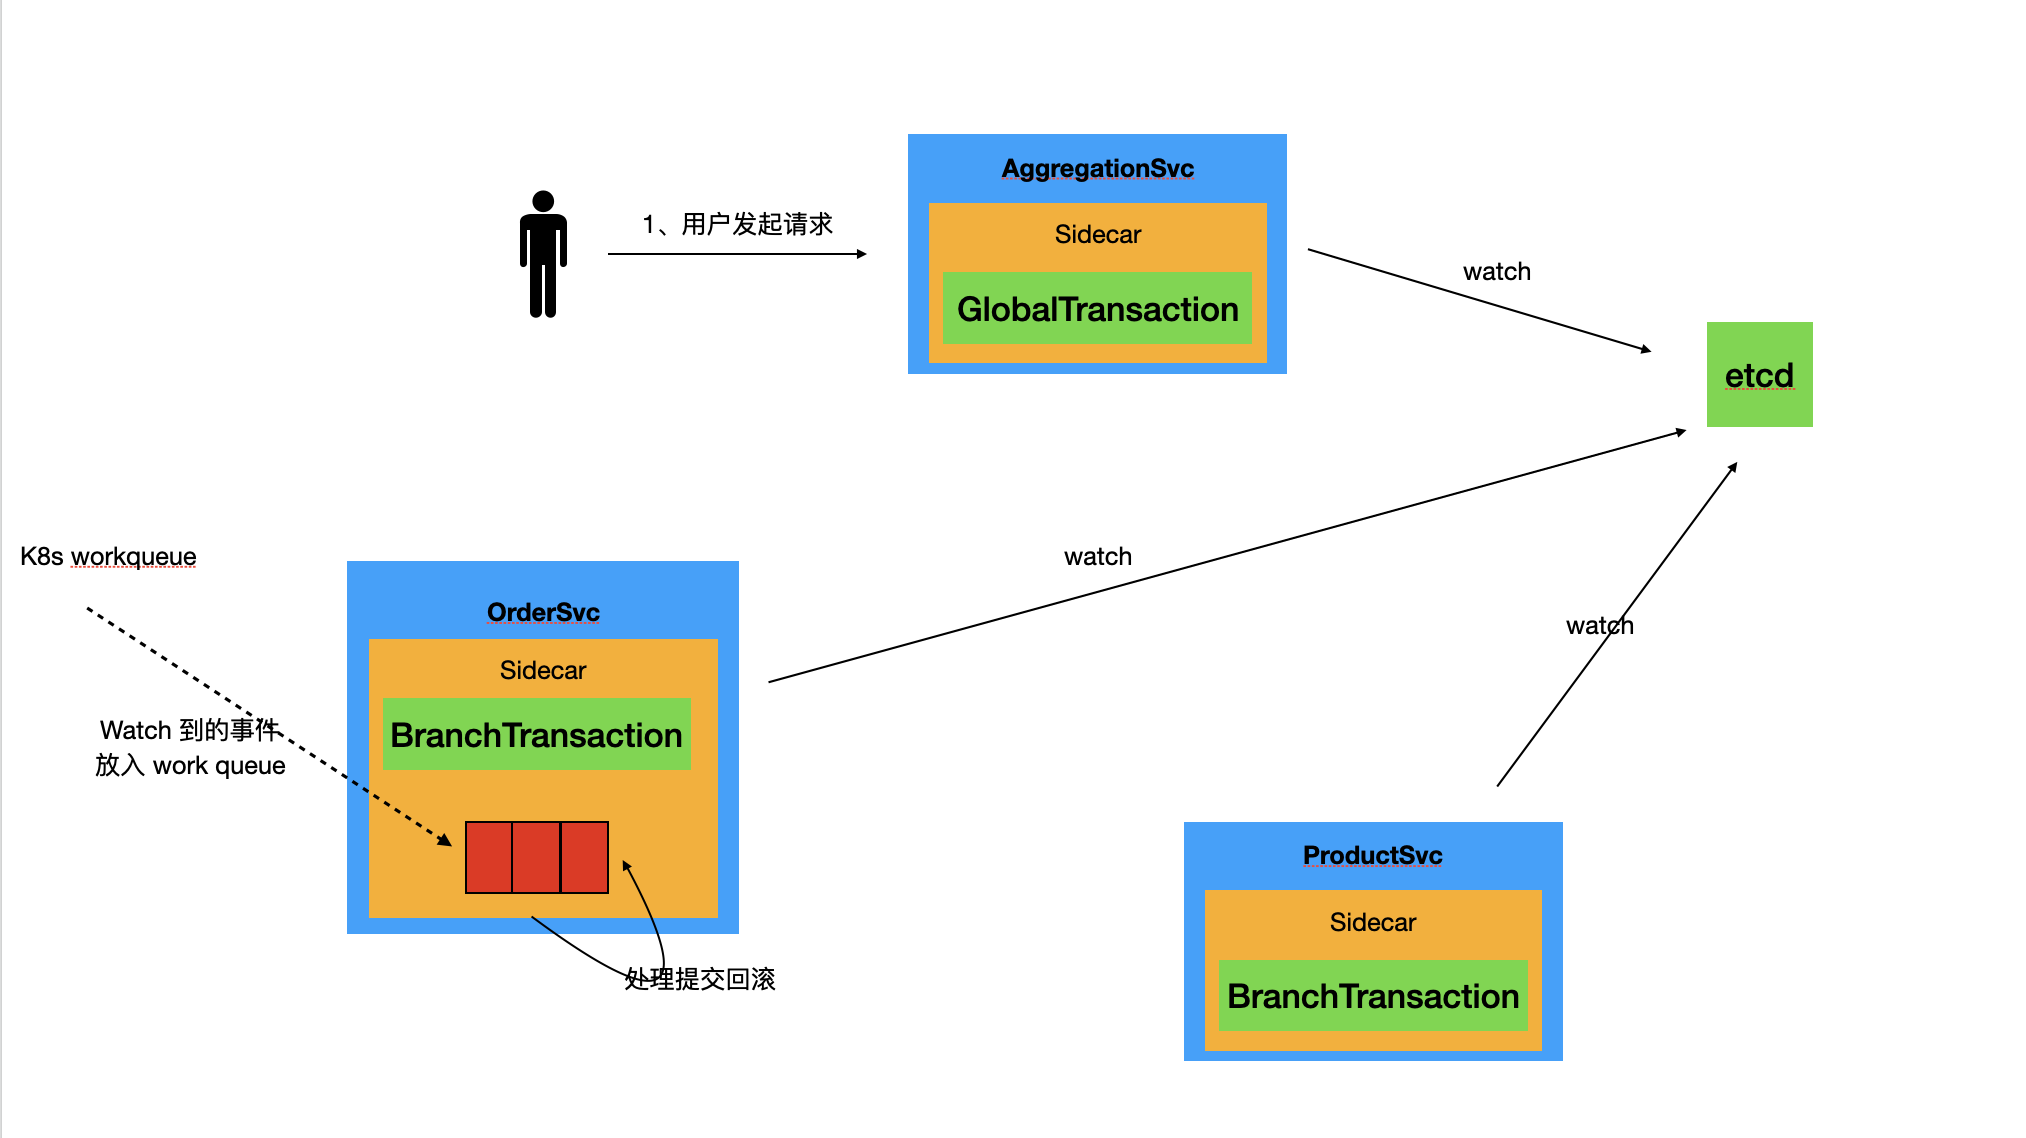 AggregationSvc
Sidecar
GlobalTransaction
1、用户发起请求
watch
etcd
K8s workqueue
watch
OrderSvc
Sidecar
BranchTransaction
Watch 到的事件
放入 work queue
处理提交回滚
watch
ProductSvc
Sidecar
BranchTransaction